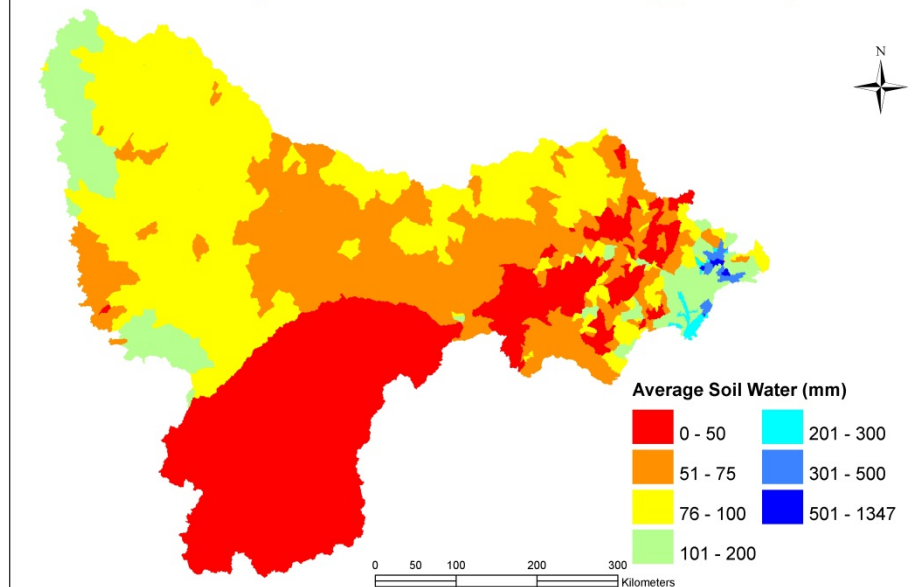 N
Average Soil Water (mm)
0 - 50
51 - 75
76 - 100
101 - 200
201 - 300
301 - 500
501 - 1347
0 50 100 200 300
Kilometers